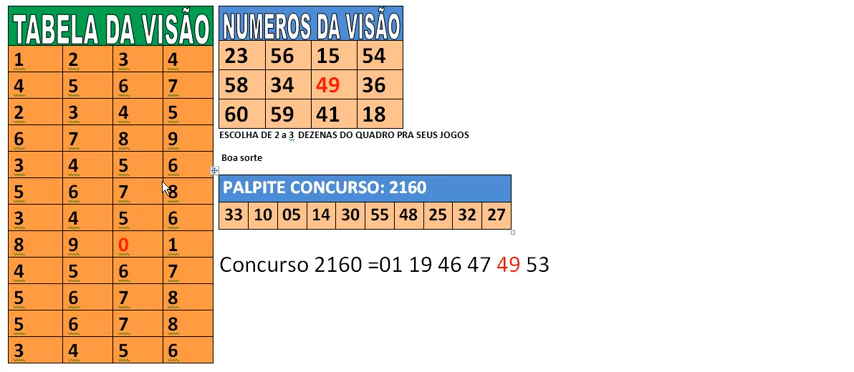 TABELA DA VISÃO
1 2 3 4
4 5 6 7
2 3 4 5
6 7 8 9
3 4 5 6
5 6 7 8
3 4 5 6
8 9 0 1
4 5 6 7
5 6 7 8
5 6 7 8
3 4 5 6
NUMEROS DA VISÃO
23 56 15 54
58 34 49 36
60 59 41 18
ESCOLHA DE 2 a 3 DEZENAS DO QUADRO PRA SEUS JOGOS
Boa sorte
PALPITE CONCURSO: 2160
33 10 05 14 30 55 48 25 32 27
Concurso 2160 =01 19 46 47 49 53